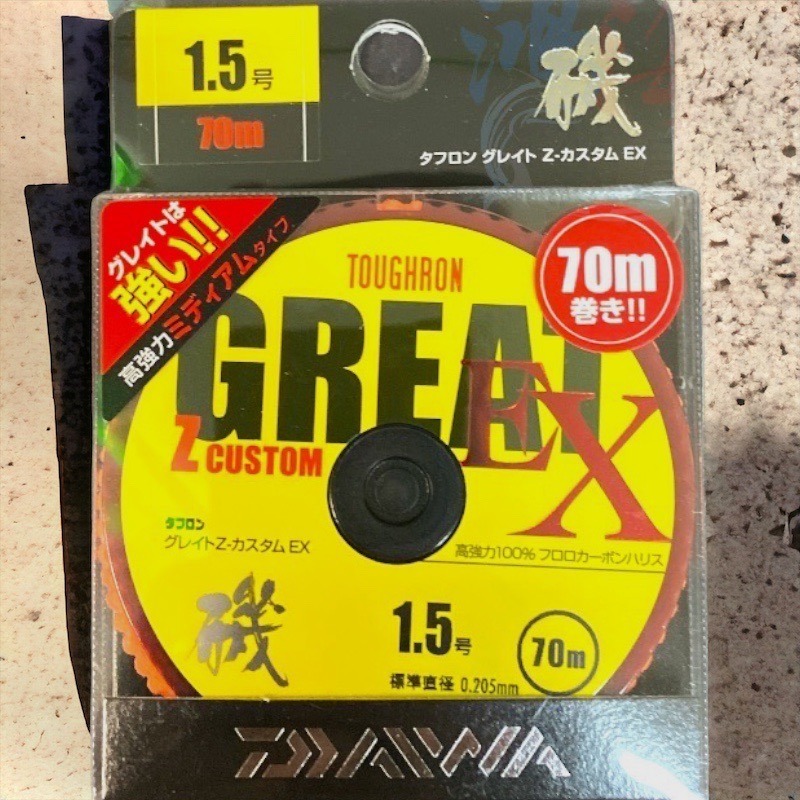 1.5号
70m
磯
タフロン グレイト Z-カスタム EX
グレイトは
強い!!
高強力ミディアムタイプ
70m
巻き!!
TOUGHRON
GREAT
EX
Z CUSTOM
タフロン
グレイトZ-カスタム EX
高強力100% フロロカーボンハリス
磯
1.5号
70m
標準直径 0.205mm
DAIWA